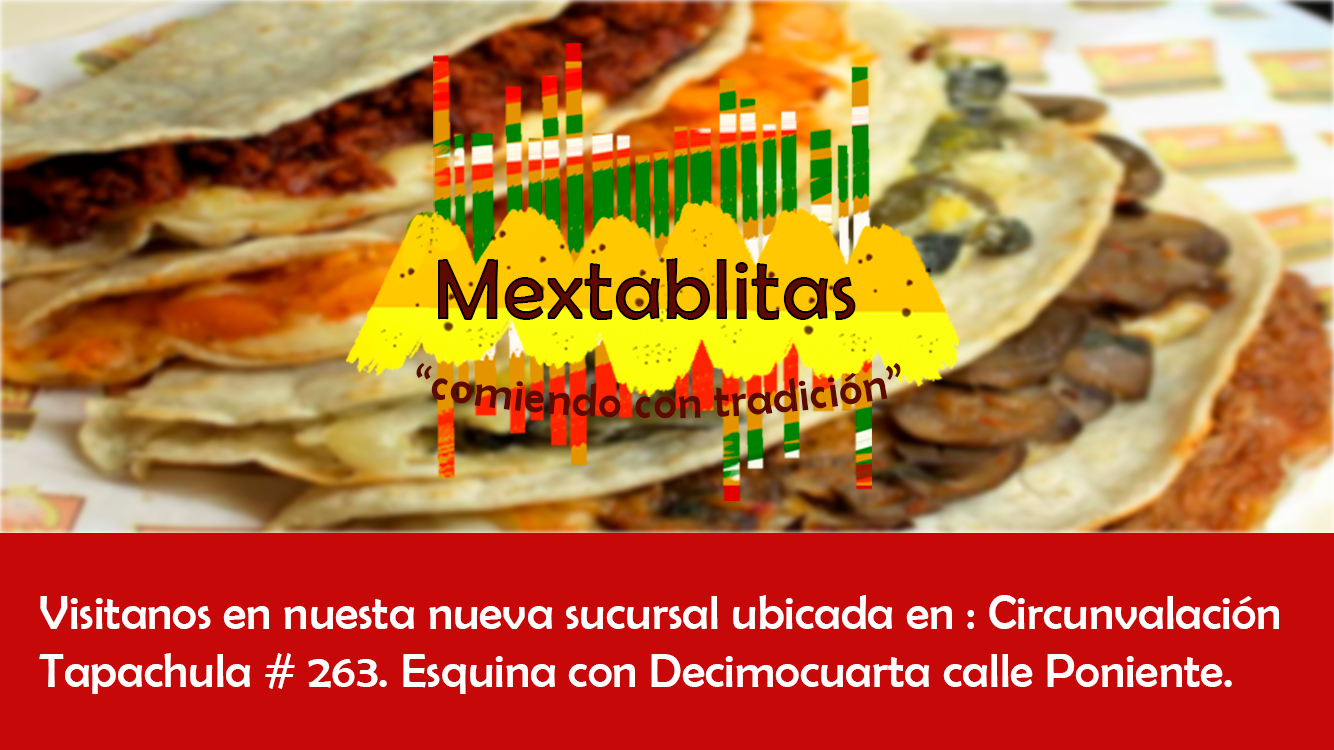 Mextablitas
“comiendo con tradición”
Visitanos en nuesta nueva sucursal ubicada en : Circunvalación
Tapachula # 263. Esquina con Decimocuarta calle Poniente.